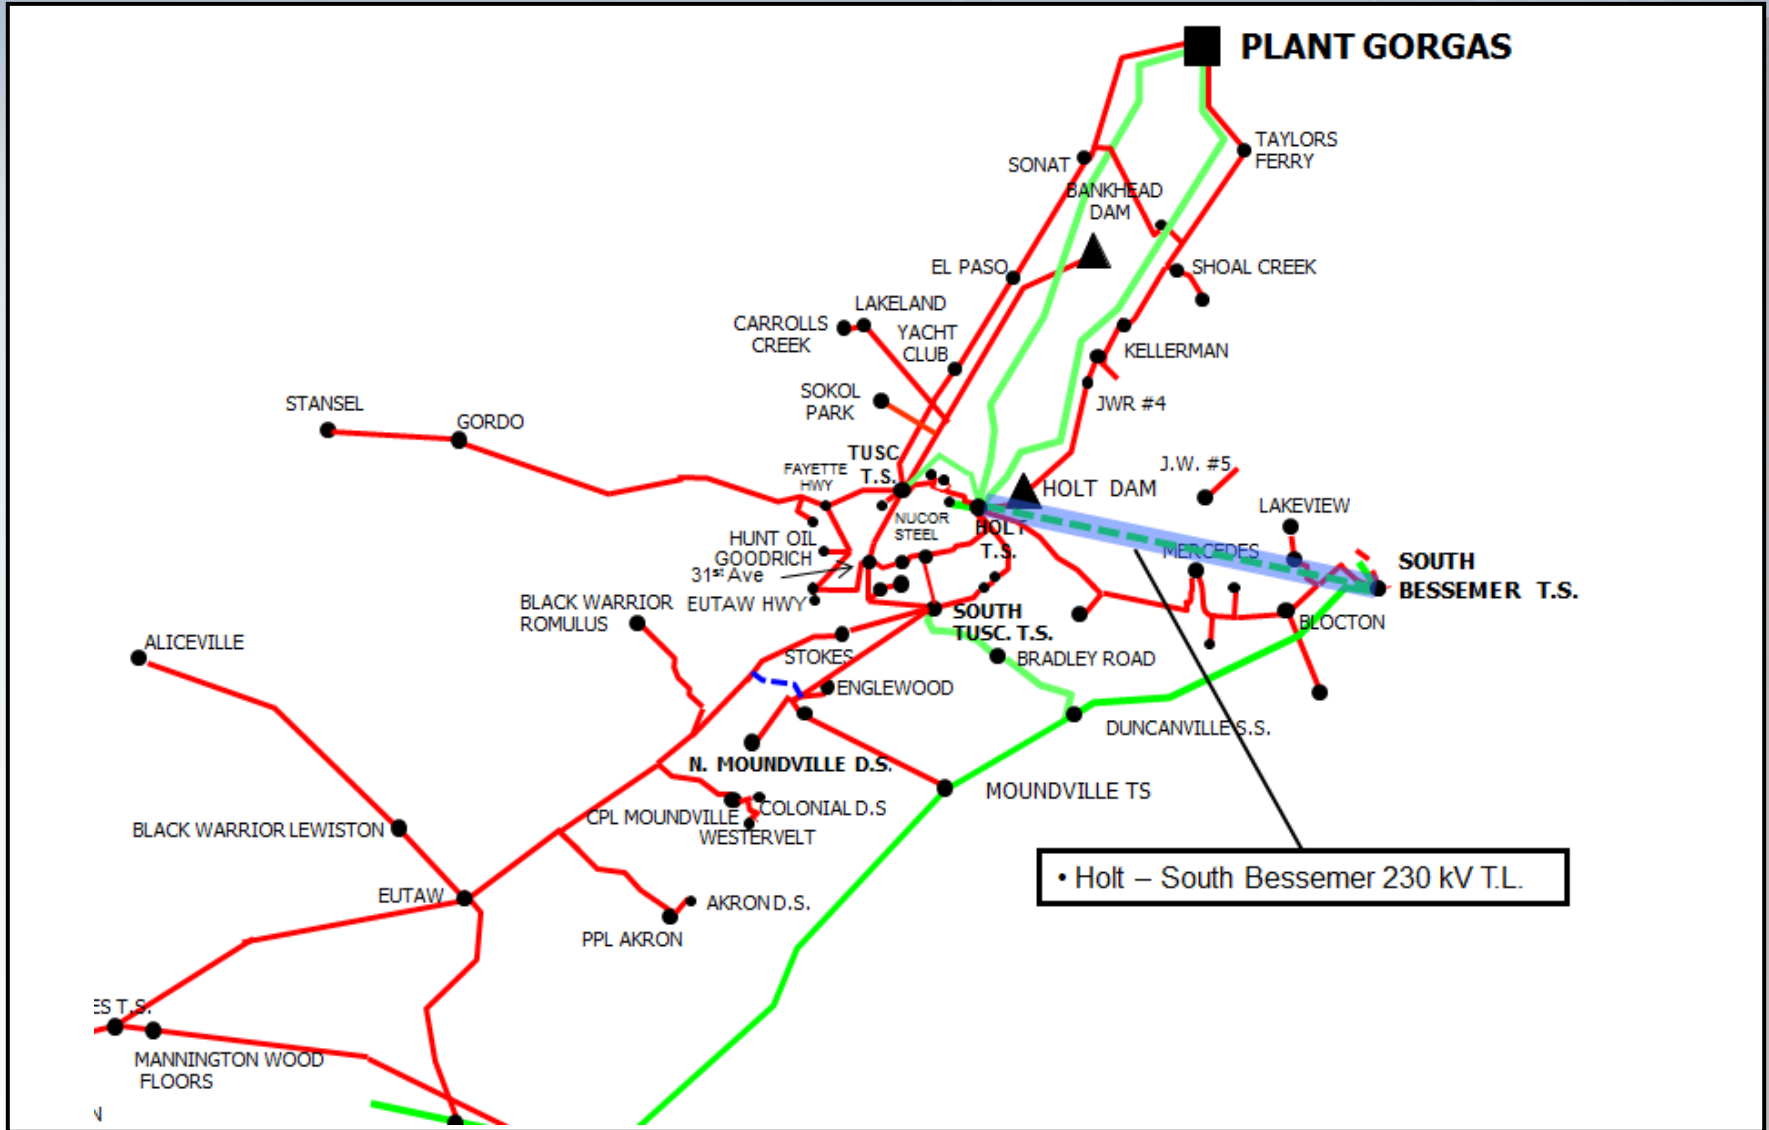 PLANT GORGAS
TAYLORS
FERRY
SONAT
BANKHEAD
DAM
EL PASO
SHOAL CREEK
LAKELAND
CARROLLS
CREEK
YACHT
CLUB
KELLERMAN
SOKOL
PARK
JWR #4
STANSEL
GORDO
TUSC
T.S.
FAYETTE
HWY
J.W. #5
HOLT DAM
LAKEVIEW
NUCOR
STEEL
HOLT
T.S.
HUNT OIL
GOODRICH
MERCEDES
SOUTH
BESSEMER T.S.
31st Ave
EUTAW HWY
BLACK WARRIOR
ROMULUS
SOUTH
TUSC. T.S.
BLOCTON
ALICEVILLE
STOKES
BRADLEY ROAD
ENGLEWOOD
DUNCANVILLE S.S.
N. MOUNDVILLE D.S.
MOUNDVILLE TS
COLONIAL D.S
CPL MOUNDVILLE
WESTERVELT
BLACK WARRIOR LEWISTON
• Holt – South Bessemer 230 kV T.L.
EUTAW
AKRON D.S.
PPL AKRON
ES T.S.
MANNINGTON WOOD
FLOORS
N